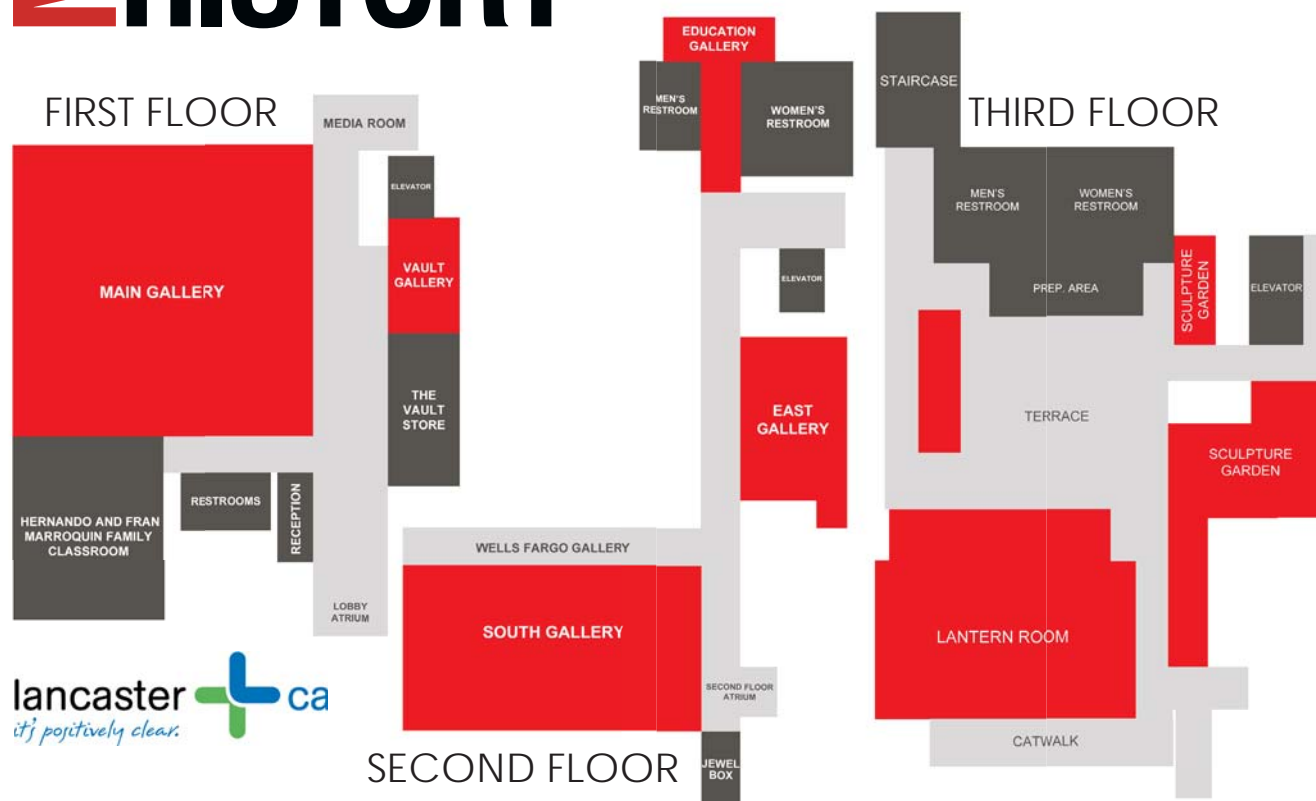 HISTORY
FIRST FLOOR
MEDIA ROOM
ELEVATOR
MAIN GALLERY
VAULT
GALLERY
THE
VAULT
STORE
HERNANDO AND FRAN
MARROQUIN FAMILY
CLASSROOM
RESTROOMS
RECEPTION
LOBBY
ATRIUM
lancaster ca
it's positively clear.
EDUCATION
GALLERY
MEN'S
RESTROOM
WOMEN'S
RESTROOM
ELEVATOR
EAST
GALLERY
WELLS FARGO GALLERY
SOUTH GALLERY
SECOND FLOOR
ATRIUM
JEWEL
BOX
SECOND FLOOR
STAIRCASE
THIRD FLOOR
MEN'S
RESTROOM
WOMEN'S
RESTROOM
PREP. AREA
SCULPTURE
GARDEN
ELEVATOR
TERRACE
SCULPTURE
GARDEN
LANTERN ROOM
CATWALK